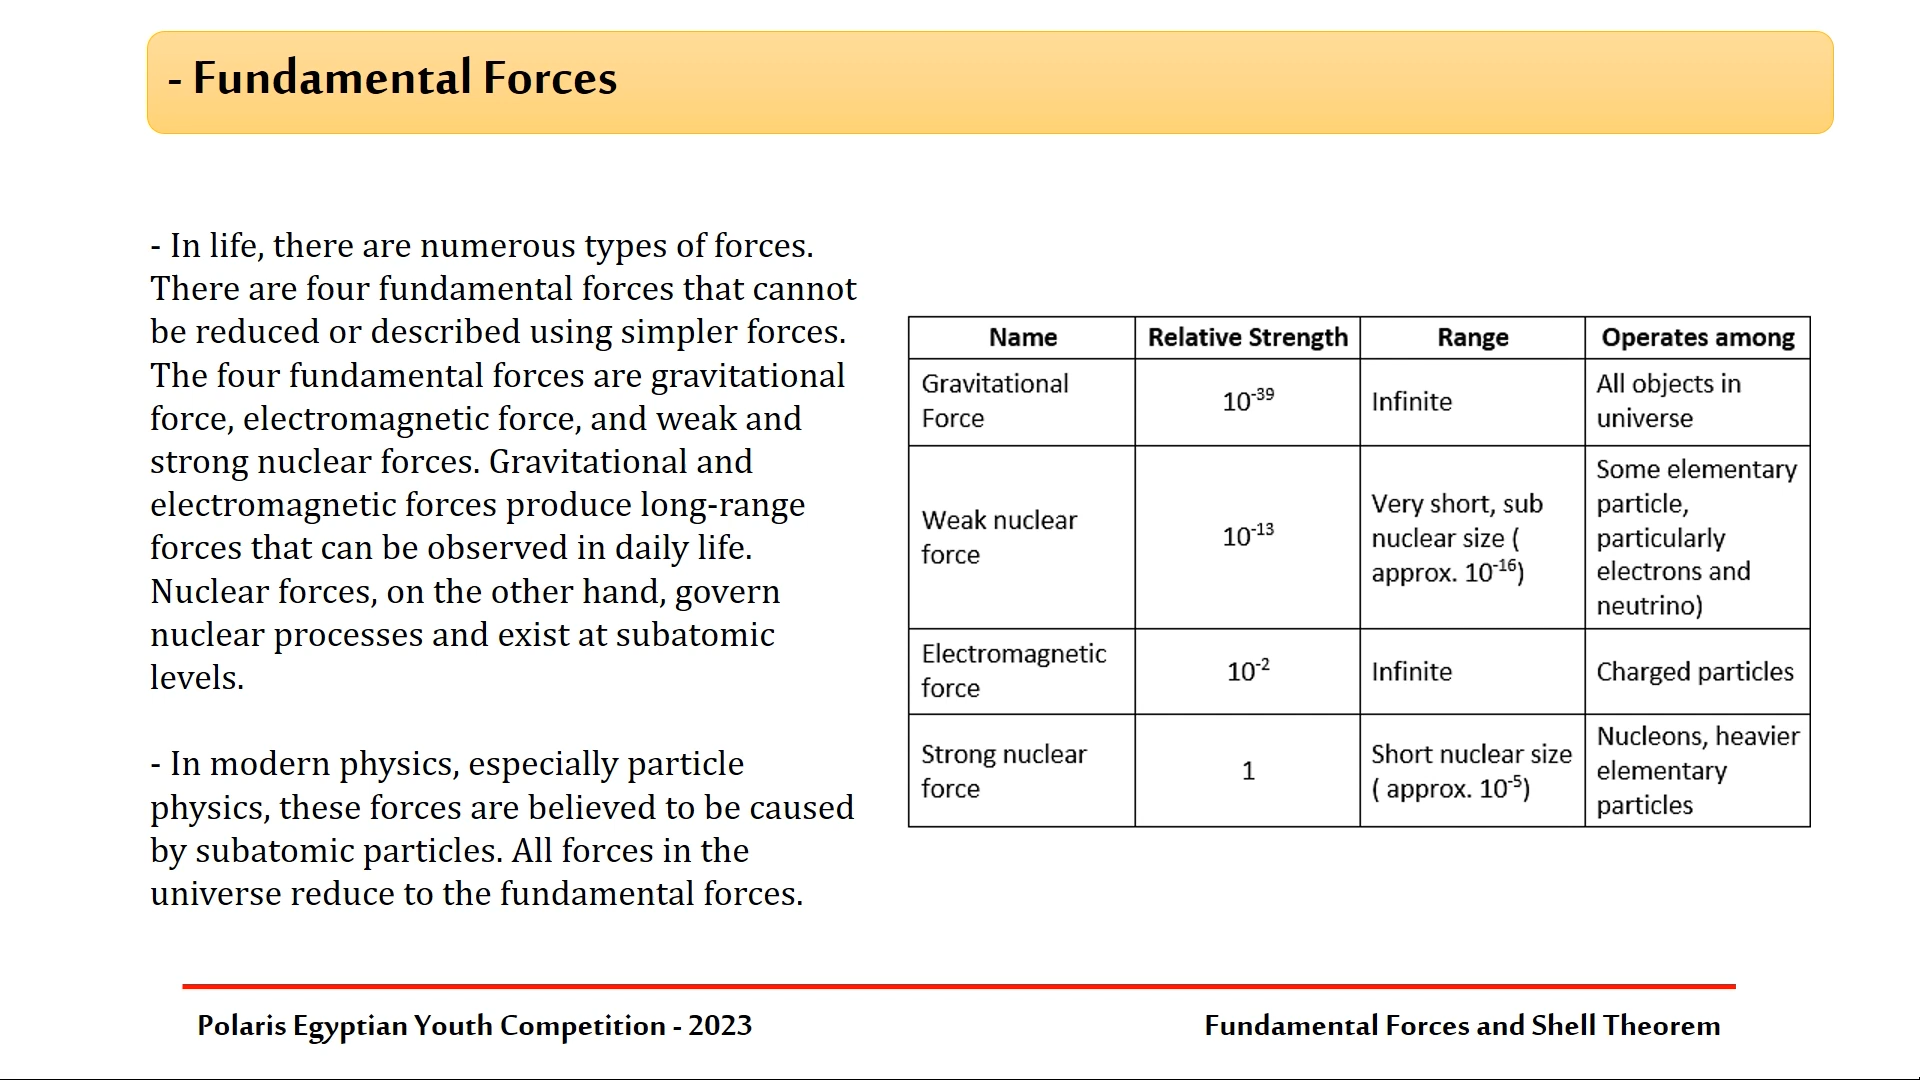 - Fundamental Forces
- In life, there are numerous types of forces.
There are four fundamental forces that cannot
be reduced or described using simpler forces.
The four fundamental forces are gravitational
force, electromagnetic force, and weak and
strong nuclear forces. Gravitational and
electromagnetic forces produce long-range
forces that can be observed in daily life.
Nuclear forces, on the other hand, govern
nuclear processes and exist at subatomic
levels.
- In modern physics, especially particle
physics, these forces are believed to be caused
by subatomic particles. All forces in the
universe reduce to the fundamental forces.
Name Relative Strength Range Operates among
Gravitational
Force
10⁻³⁹
Infinite
All objects in
universe
Weak nuclear
force
10⁻¹³
Very short, sub
nuclear size (
approx. 10⁻¹⁶)
Some elementary
particle,
particularly
electrons and
neutrino)
Electromagnetic
force
10⁻²
Infinite
Charged particles
Strong nuclear
force
1
Short nuclear size
( approx. 10⁻⁵)
Nucleons, heavier
elementary
particles
Polaris Egyptian Youth Competition - 2023
Fundamental Forces and Shell Theorem